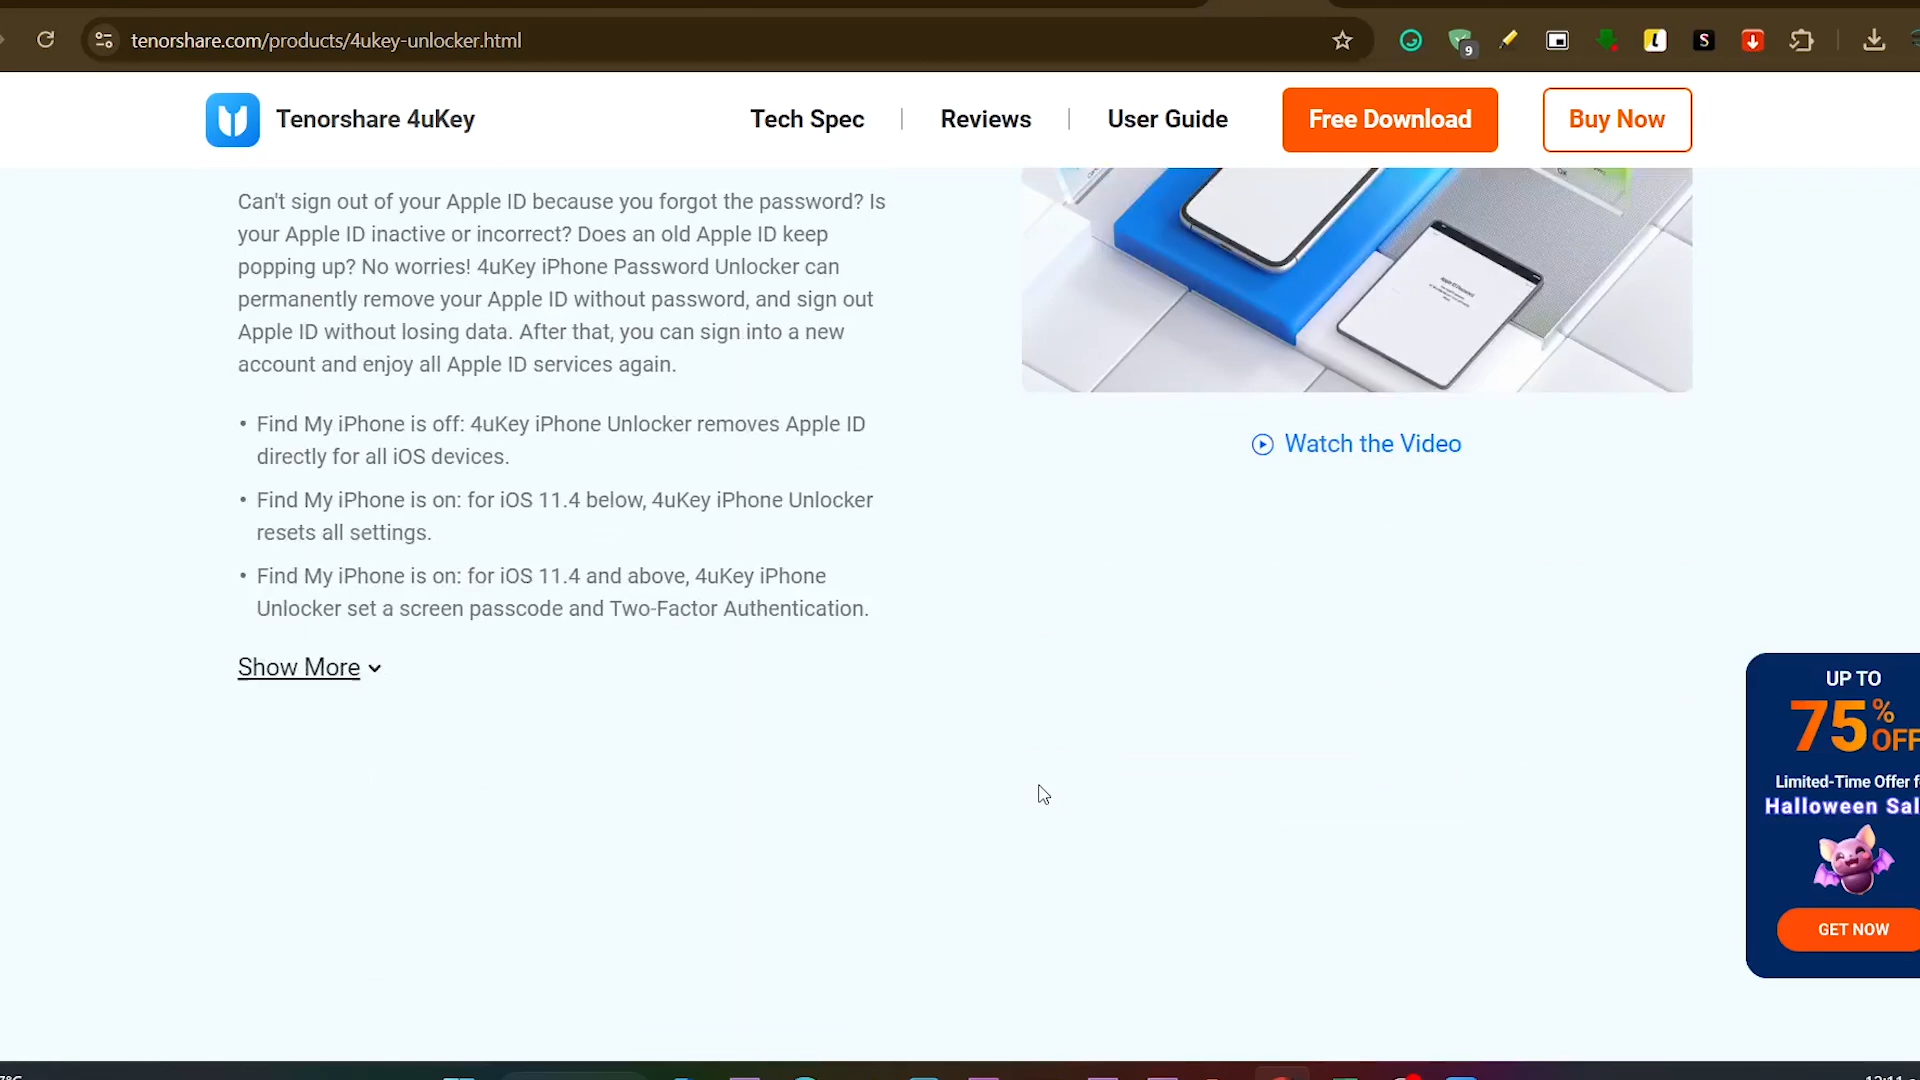 tenorshare.com/products/4ukey-unlocker.html
9
S
Tenorshare 4uKey
Tech Spec
Reviews
User Guide
Free Download
Buy Now
Can't sign out of your Apple ID because you forgot the password? Is
your Apple ID inactive or incorrect? Does an old Apple ID keep
popping up? No worries! 4uKey iPhone Password Unlocker can
permanently remove your Apple ID without password, and sign out
Apple ID without losing data. After that, you can sign into a new
account and enjoy all Apple ID services again.
• Find My iPhone is off: 4uKey iPhone Unlocker removes Apple ID
directly for all iOS devices.
• Find My iPhone is on: for iOS 11.4 below, 4uKey iPhone Unlocker
resets all settings.
• Find My iPhone is on: for iOS 11.4 and above, 4uKey iPhone
Unlocker set a screen passcode and Two-Factor Authentication.
Show More
Watch the Video
UP TO
75% OFF
Limited-Time Offer f
Halloween Sal
GET NOW